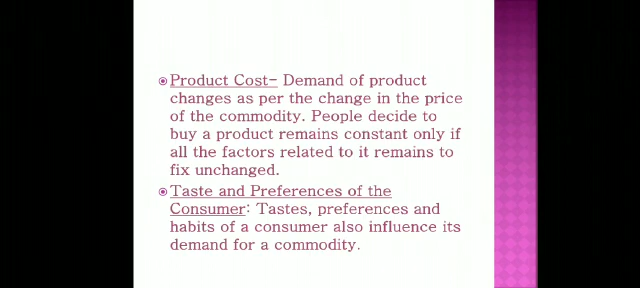 Product Cost- Demand of product
changes as per the change in the price
of the commodity. People decide to
buy a product remains constant only if
all the factors related to it remains to
fix unchanged.
Taste and Preferences of the
Consumer: Tastes, preferences and
habits of a consumer also influence its
demand for a commodity.